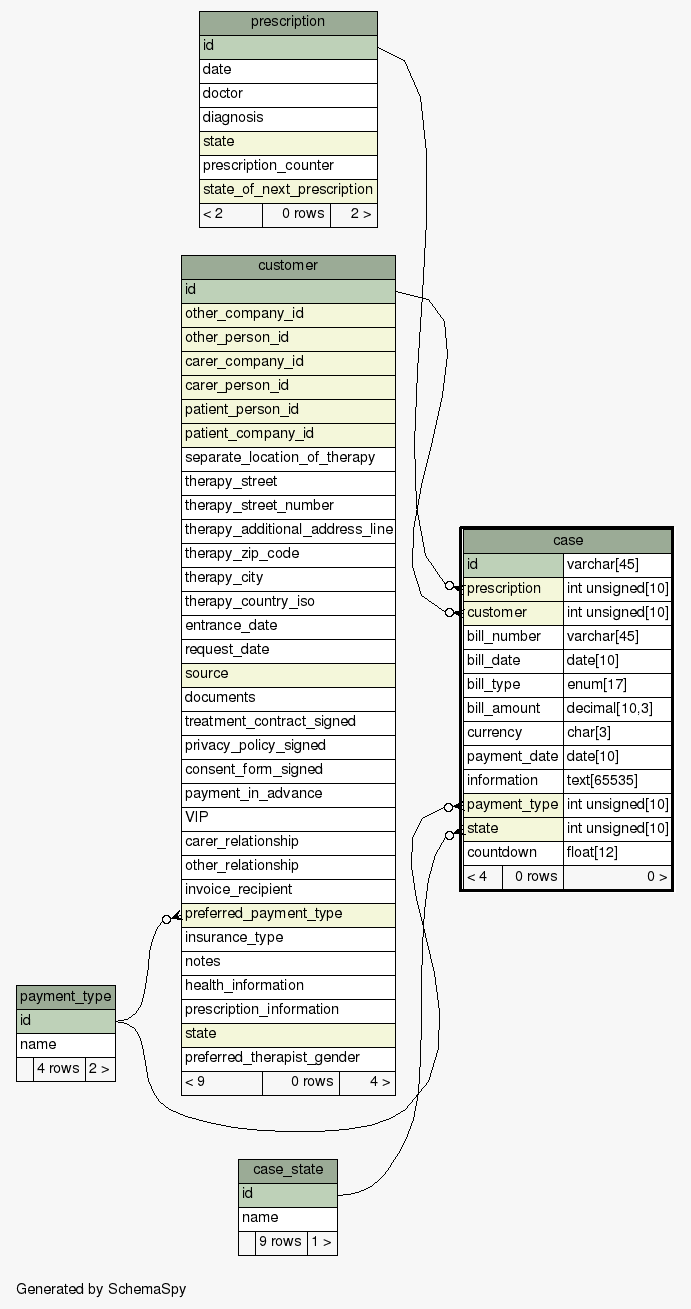 prescription
id
date
doctor
diagnosis
state
prescription_counter
state_of_next_prescription
< 2 0 rows 2 >
customer
id
other_company_id
other_person_id
carer_company_id
carer_person_id
patient_person_id
patient_company_id
separate_location_of_therapy
therapy_street
therapy_street_number
therapy_additional_address_line
therapy_zip_code
therapy_city
therapy_country_iso
entrance_date
request_date
source
documents
treatment_contract_signed
privacy_policy_signed
consent_form_signed
payment_in_advance
VIP
carer_relationship
other_relationship
invoice_recipient
preferred_payment_type
insurance_type
notes
health_information
prescription_information
state
preferred_therapist_gender
< 9 0 rows 4 >
case
id varchar[45]
prescription int unsigned[10]
customer int unsigned[10]
bill_number varchar[45]
bill_date date[10]
bill_type enum[17]
bill_amount decimal[10,3]
currency char[3]
payment_date date[10]
information text[65535]
payment_type int unsigned[10]
state int unsigned[10]
countdown float[12]
< 4 0 rows 0 >
payment_type
id
name
4 rows 2 >
case_state
id
name
9 rows 1 >
Generated by SchemaSpy